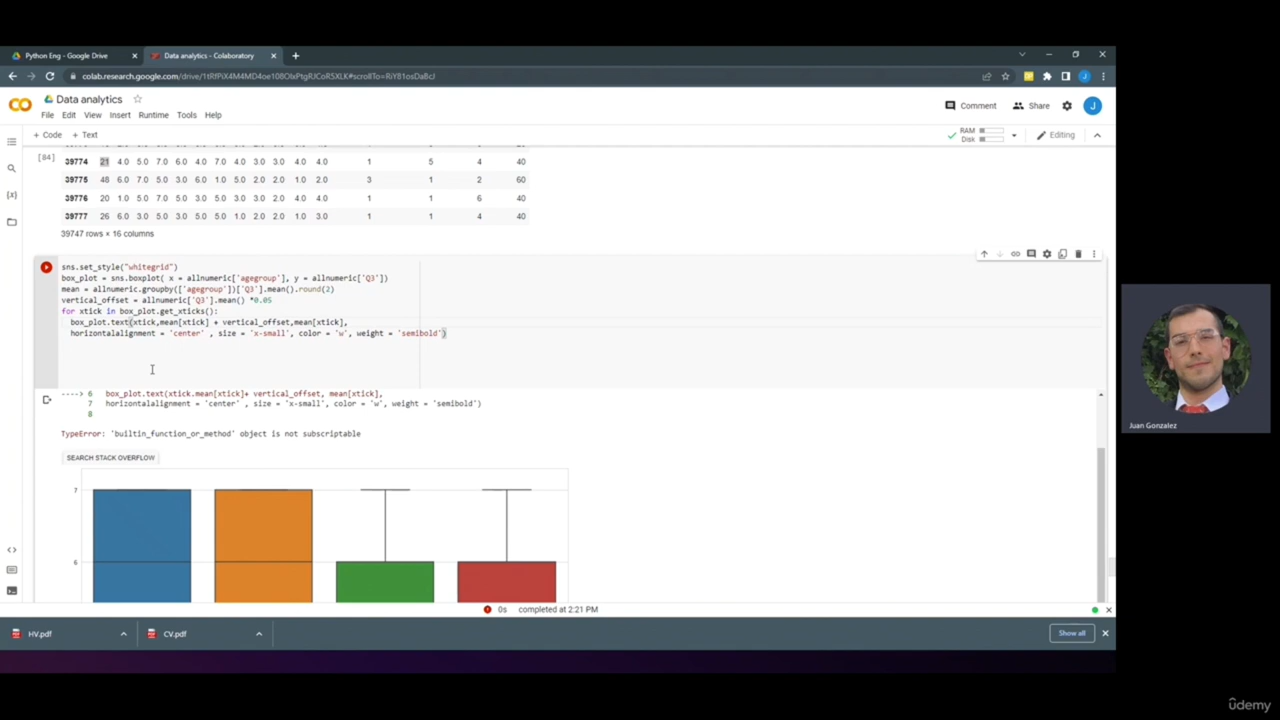 Python Eng - Google Drive
Data analytics - Colaboratory
Data analytics
File Edit View Insert Runtime Tools Help
Comment Share
J
+ Code + Text
RAM
Disk
Editing
[84]
39774 21 4.0 5.0 7.0 6.0 4.0 7.0 4.0 3.0 3.0 4.0 4.0 1 5 4 40
39775 48 6.0 7.0 5.0 3.0 6.0 1.0 5.0 2.0 2.0 1.0 2.0 3 1 2 60
39776 20 1.0 5.0 7.0 5.0 3.0 5.0 3.0 3.0 2.0 4.0 4.0 1 1 6 40
39777 26 6.0 3.0 5.0 3.0 5.0 5.0 1.0 2.0 2.0 1.0 3.0 1 1 4 40
39747 rows × 16 columns
sns.set_style("whitegrid")
box_plot = sns.boxplot( x = allnumeric['agegroup'], y = allnumeric['Q3'])
mean = allnumeric.groupby(['agegroup'])['Q3'].mean().round(2)
vertical_offset = allnumeric['Q3'].mean() *0.05
for xtick in box_plot.get_xticks():
box_plot.text(xtick,mean[xtick] + vertical_offset,mean[xtick],
horizontalalignment = 'center' , size = 'x-small', color = 'w', weight = 'semibold')
----> 6 box_plot.text(xtick.mean[xtick]+ vertical_offset, mean[xtick],
7 horizontalalignment = 'center' , size = 'x-small', color = 'w', weight = 'semibold')
8
TypeError: 'builtin_function_or_method' object is not subscriptable
SEARCH STACK OVERFLOW
7
6
0s completed at 2:21 PM
HV.pdf
CV.pdf
Show all
Juan Gonzalez
ûdemy